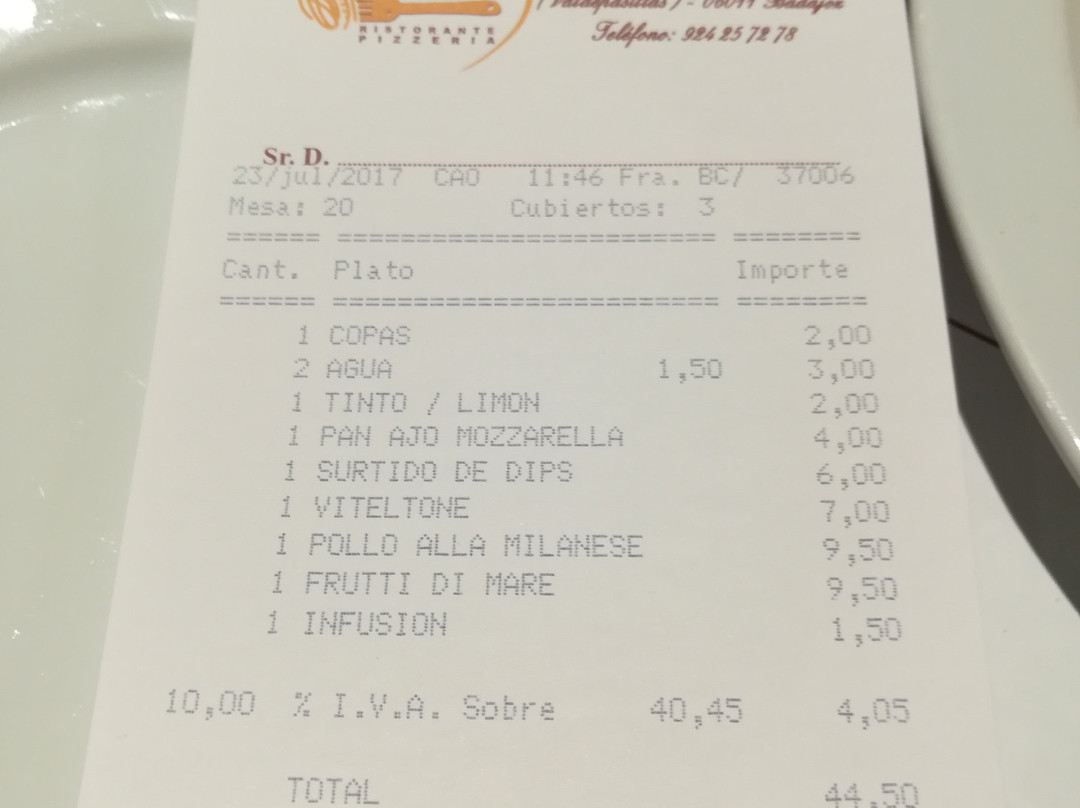 RISTORANTE
PIZZERIA
(Valdepasillas) - 06011 Badajoz
Teléfono: 924 25 72 78
Sr. D.
23/jul/2017 CAO 11:46 Fra. BC/ 37006
Mesa: 20 Cubiertos: 3
====== ======================== ========
Cant. Plato Importe
====== ======================== ========
1 COPAS 2,00
2 AGUA 1,50 3,00
1 TINTO / LIMON 2,00
1 PAN AJO MOZZARELLA 4,00
1 SURTIDO DE DIPS 6,00
1 VITELTONE 7,00
1 POLLO ALLA MILANESE 9,50
1 FRUTTI DI MARE 9,50
1 INFUSION 1,50
10,00 % I.V.A. Sobre 40,45 4,05
TOTAL 44,50